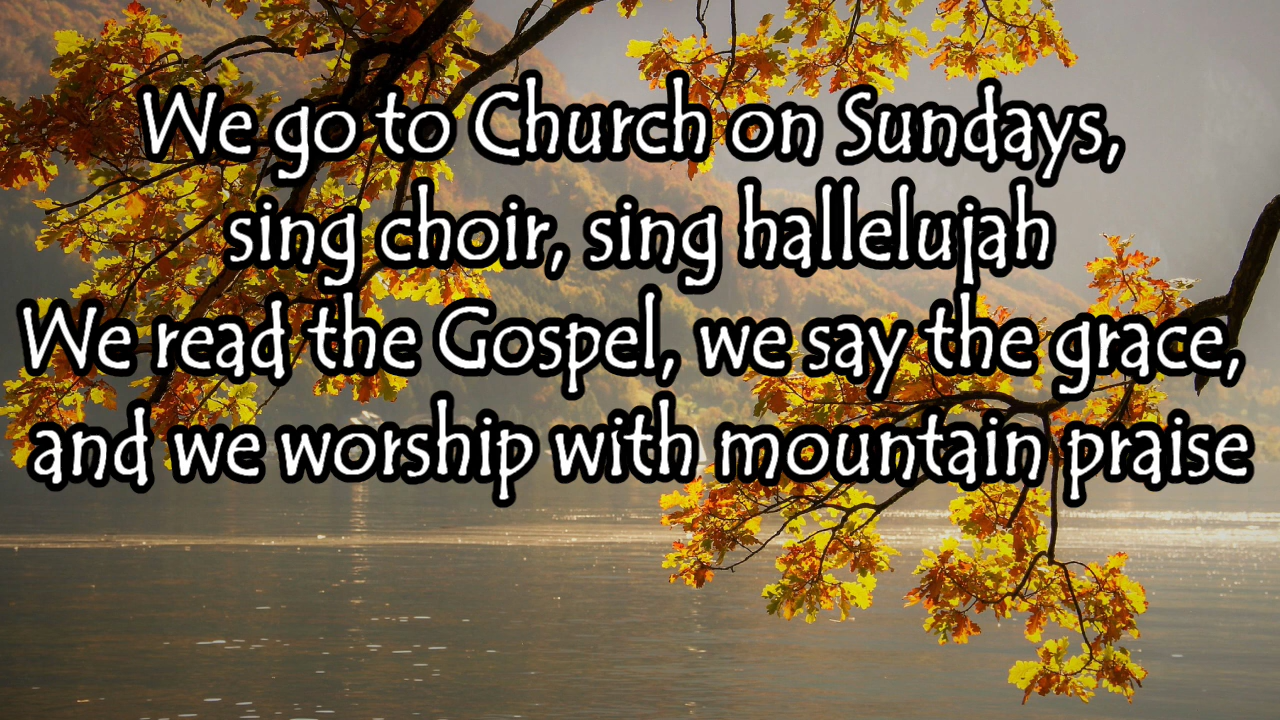 We go to Church on Sundays,
sing choir, sing hallelujah
We read the Gospel, we say the grace,
and we worship with mountain praise